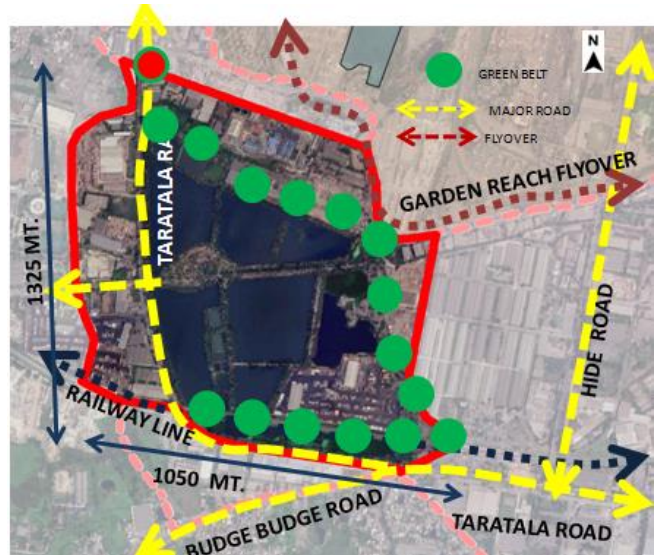 N
GREEN BELT
MAJOR ROAD
FLYOVER
GARDEN REACH FLYOVER
TARATALA RA
1325 MT.
HIDE ROAD
RAILWAY LINE
1050 MT.
BUDGE BUDGE ROAD
TARATALA ROAD